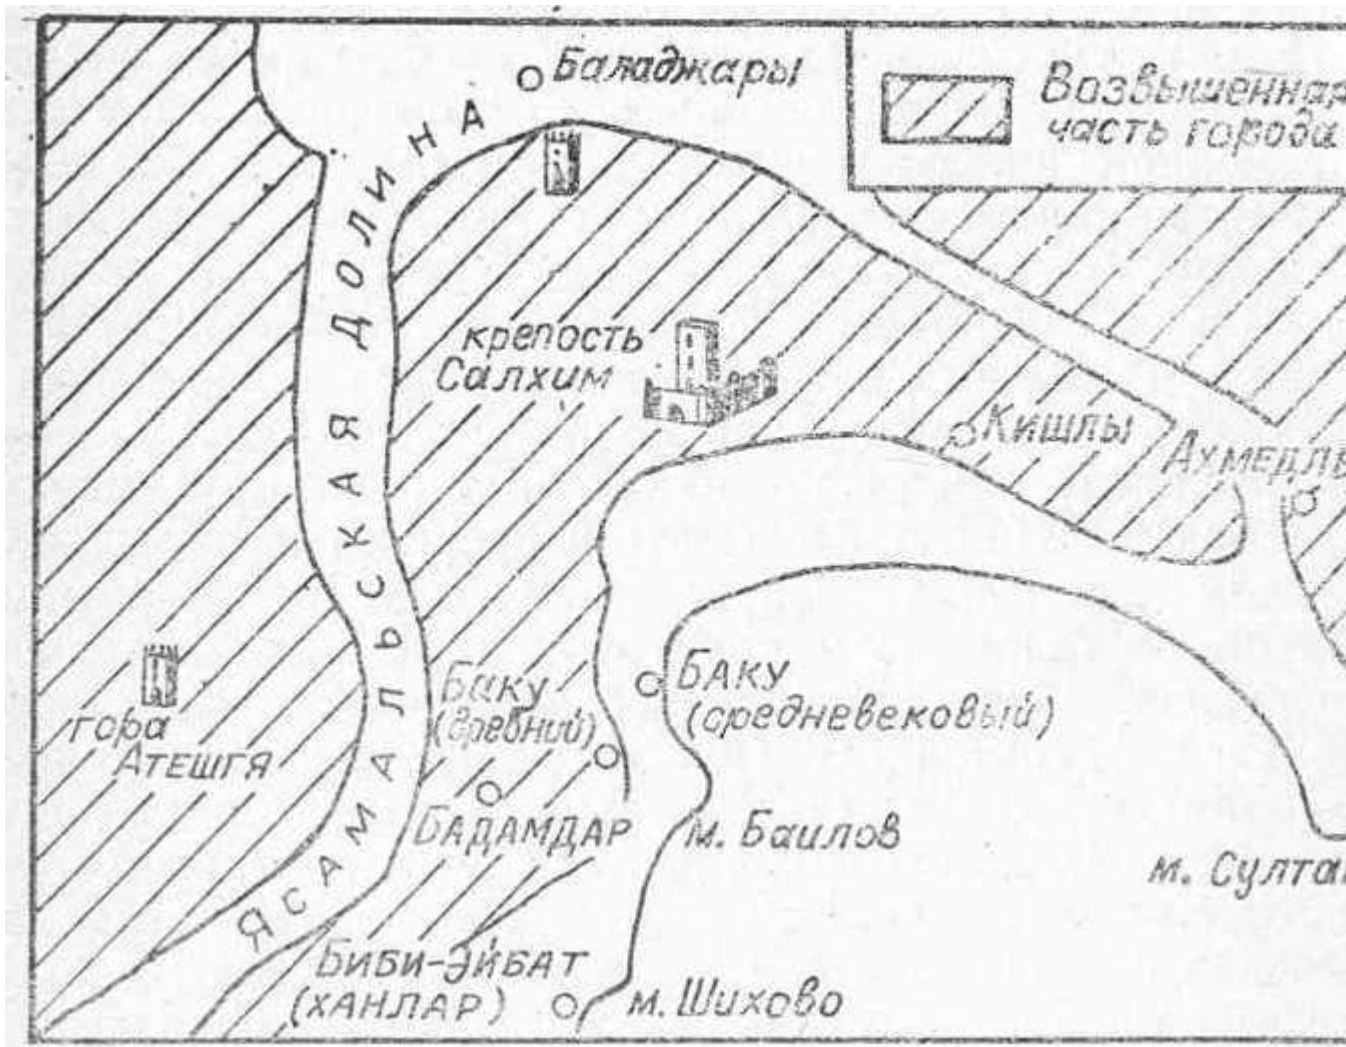 Баладжары
Возвышенная
часть города
ЯСАМАЛЬСКАЯ ДОЛИНА
крепость
Салхим
Кишлы
Ахмедлы
гора
Атешгя
Баку
(древний)
БАКУ
(средневековый)
БАДАМДАР
м. Баилов
м. Султан
Биби-Эйбат
(ХАНЛАР)
м. Шихово